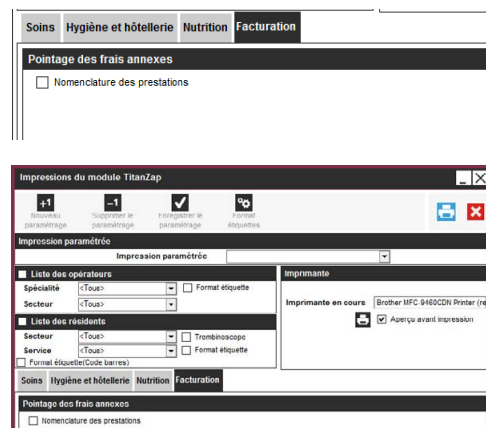 Soins Hygiène et hôtellerie Nutrition Facturation
Pointage des frais annexes
Nomenclature des prestations
Impressions du module TitanZap
+1 -1
Nouveau paramétrage Supprimer le paramétrage Enregistrer le paramétrage Format étiquettes
Impression paramétrée
Impression paramétrée
Liste des opérateurs Imprimante
Spécialité <Tous> Format étiquette
Secteur <Tous> Imprimante en cours Brother MFC-9460CDN Printer (re
Aperçu avant impression
Liste des résidents
Secteur <Tous> Trombinoscope
Service <Tous> Format étiquette
Format étiquette(Code barres)
Soins Hygiène et hôtellerie Nutrition Facturation
Pointage des frais annexes
Nomenclature des prestations